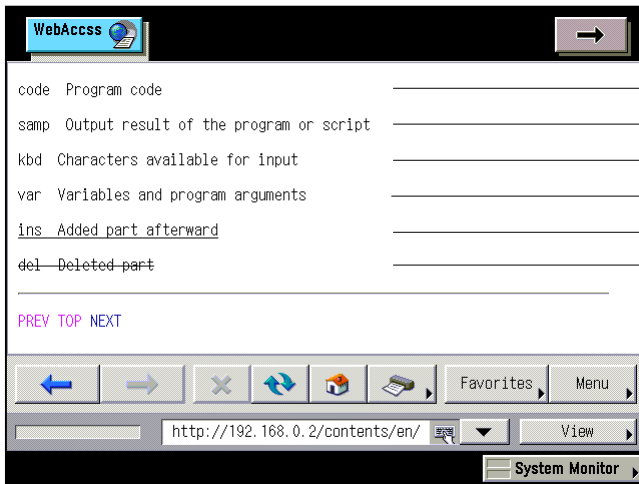 WebAccss
code Program code
samp Output result of the program or script
kbd Characters available for input
var Variables and program arguments
ins Added part afterward
del Deleted part
PREV TOP NEXT
Favorites Menu
http://192.168.0.2/contents/en/ View
System Monitor